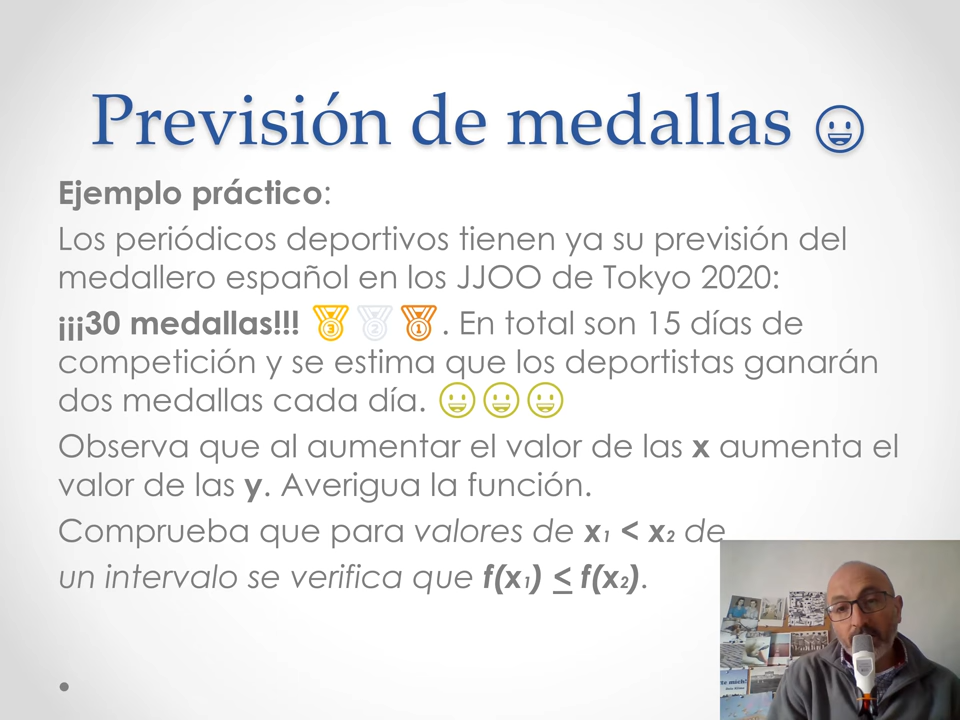 Previsión de medallas 😀
Ejemplo práctico:
Los periódicos deportivos tienen ya su previsión del
medallero español en los JJOO de Tokyo 2020:
¡¡¡30 medallas!!! 🥉🥈🥇. En total son 15 días de
competición y se estima que los deportistas ganarán
dos medallas cada día. 😀😀😀
Observa que al aumentar el valor de las x aumenta el
valor de las y. Averigua la función.
Comprueba que para valores de x₁ < x₂ de
un intervalo se verifica que f(x₁) ≤ f(x₂).